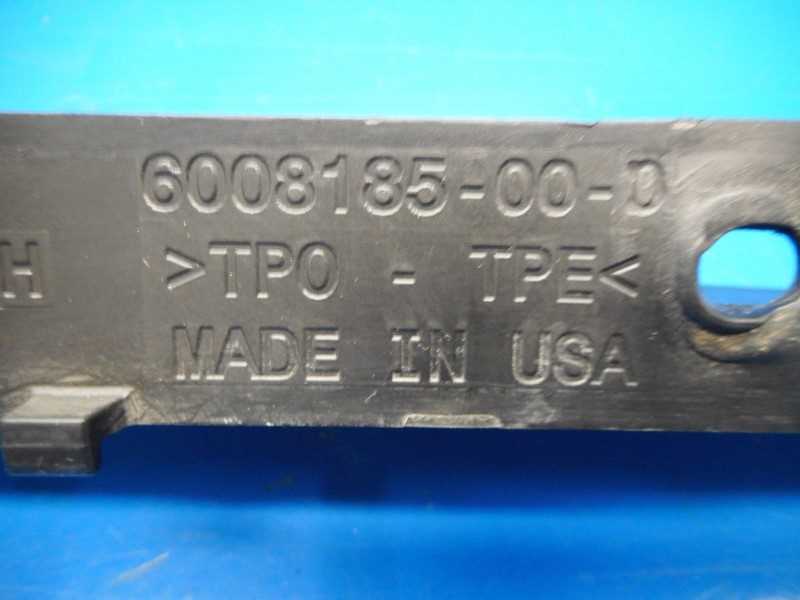 6008185-00-D
H
>TPO - TPE<
MADE IN USA